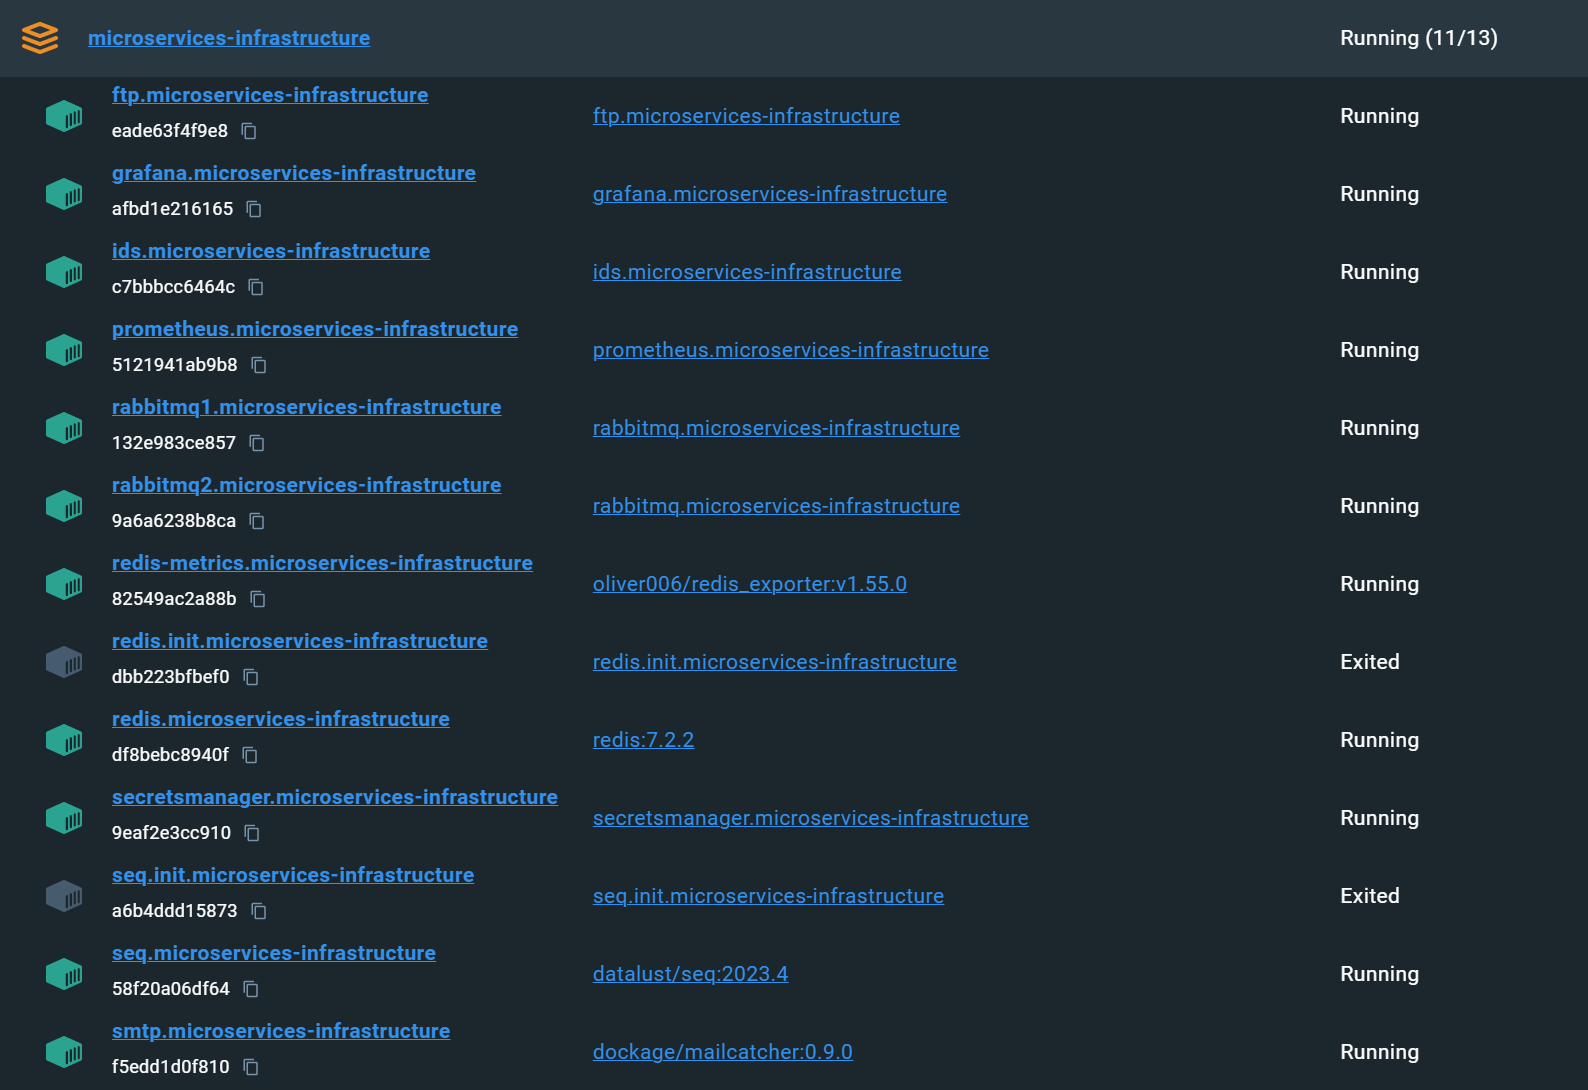 microservices-infrastructure Running (11/13)
ftp.microservices-infrastructure
eade63f4f9e8
ftp.microservices-infrastructure Running
grafana.microservices-infrastructure
afbd1e216165
grafana.microservices-infrastructure Running
ids.microservices-infrastructure
c7bbbcc6464c
ids.microservices-infrastructure Running
prometheus.microservices-infrastructure
5121941ab9b8
prometheus.microservices-infrastructure Running
rabbitmq1.microservices-infrastructure
132e983ce857
rabbitmq.microservices-infrastructure Running
rabbitmq2.microservices-infrastructure
9a6a6238b8ca
rabbitmq.microservices-infrastructure Running
redis-metrics.microservices-infrastructure
82549ac2a88b
oliver006/redis_exporter:v1.55.0 Running
redis.init.microservices-infrastructure
dbb223bfbef0
redis.init.microservices-infrastructure Exited
redis.microservices-infrastructure
df8bebc8940f
redis:7.2.2 Running
secretsmanager.microservices-infrastructure
9eaf2e3cc910
secretsmanager.microservices-infrastructure Running
seq.init.microservices-infrastructure
a6b4ddd15873
seq.init.microservices-infrastructure Exited
seq.microservices-infrastructure
58f20a06df64
datalust/seq:2023.4 Running
smtp.microservices-infrastructure
f5edd1d0f810
dockage/mailcatcher:0.9.0 Running